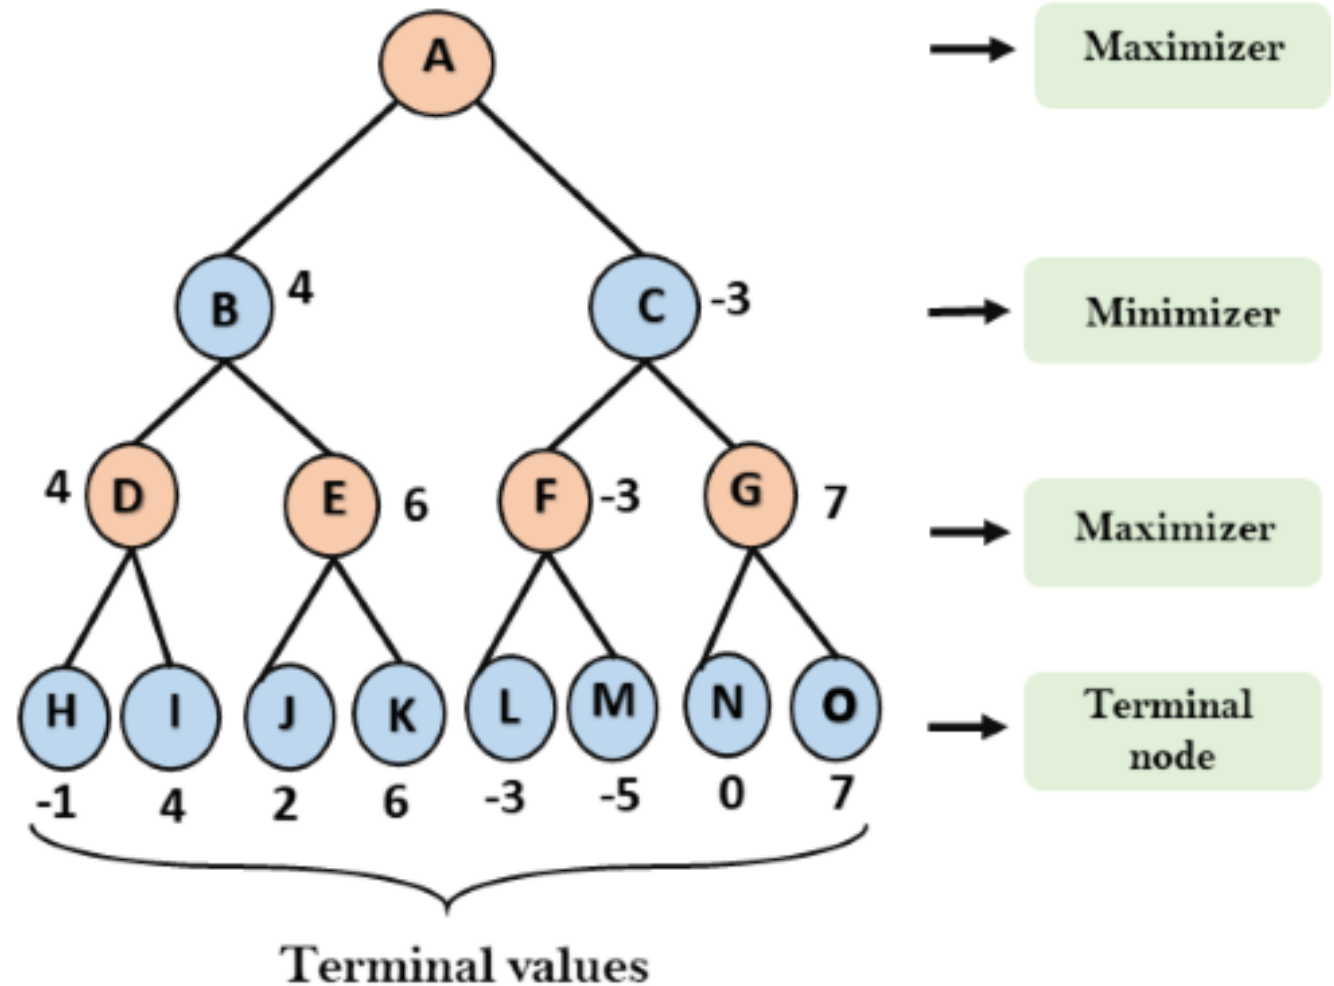 A
Maximizer
B
4
C
-3
Minimizer
4
D
E
6
F
-3
G
7
Maximizer
H
I
J
K
L
M
N
O
Terminal
node
-1
4
2
6
-3
-5
0
7
Terminal values